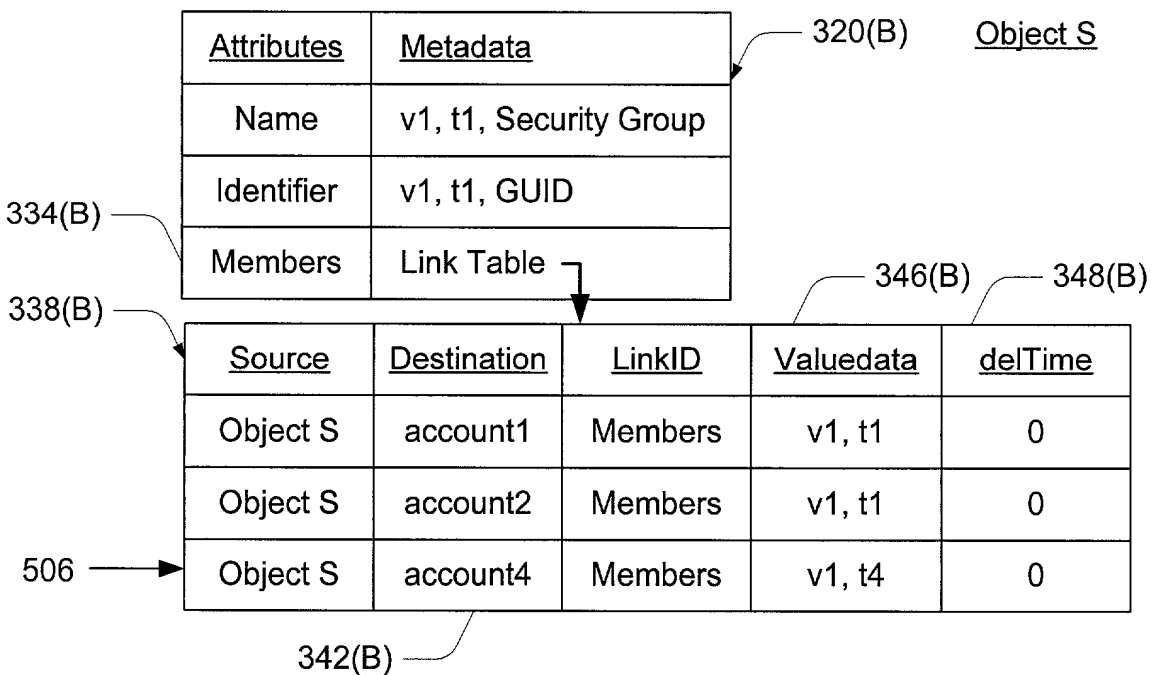 320(B) Object S
Attributes Metadata
Name v1, t1, Security Group
Identifier v1, t1, GUID
334(B)
Members Link Table
346(B) 348(B)
338(B)
Source Destination LinkID Valuedata delTime
Object S account1 Members v1, t1 0
Object S account2 Members v1, t1 0
506 Object S account4 Members v1, t4 0
342(B)